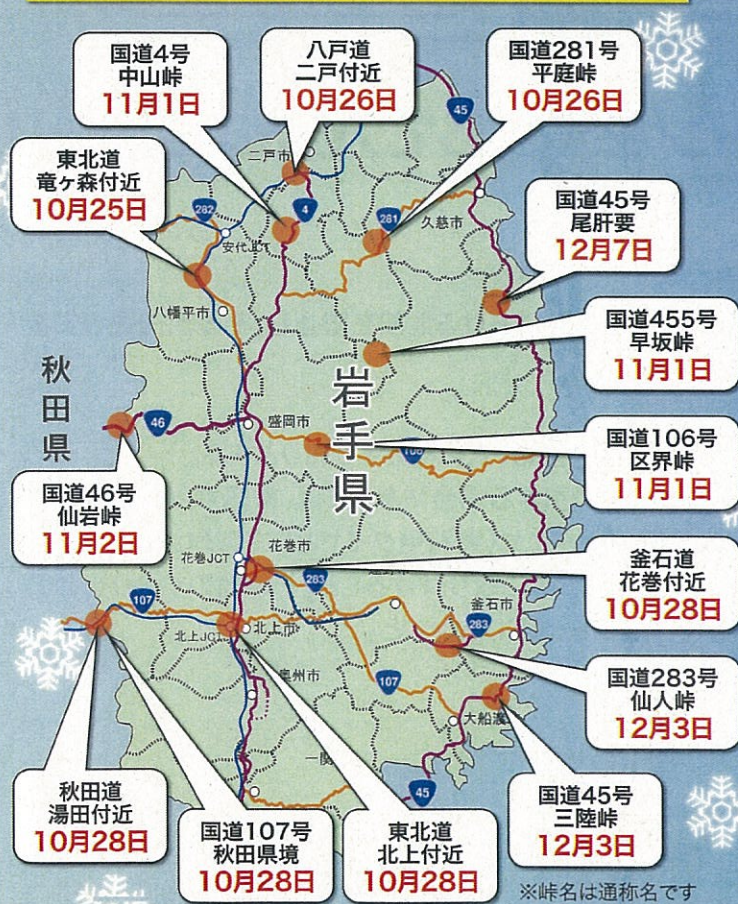 国道4号
中山峠
11月1日
八戸道
二戸付近
10月26日
国道281号
平庭峠
10月26日
東北道
竜ヶ森付近
10月25日
国道45号
尾肝要
12月7日
国道455号
早坂峠
11月1日
国道106号
区界峠
11月1日
国道46号
仙岩峠
11月2日
釜石道
花巻付近
10月28日
国道283号
仙人峠
12月3日
秋田道
湯田付近
10月28日
国道107号
秋田県境
10月28日
東北道
北上付近
10月28日
国道45号
三陸峠
12月3日
45
二戸市
282
4
281
久慈市
安代JCT
八幡平市
秋田県
岩手県
46
盛岡市
106
花巻JCT
花巻市
283
釜石市
107
283
北上JCT
北上市
奥州市
107
大船渡
一関
45
※峠名は通称名です